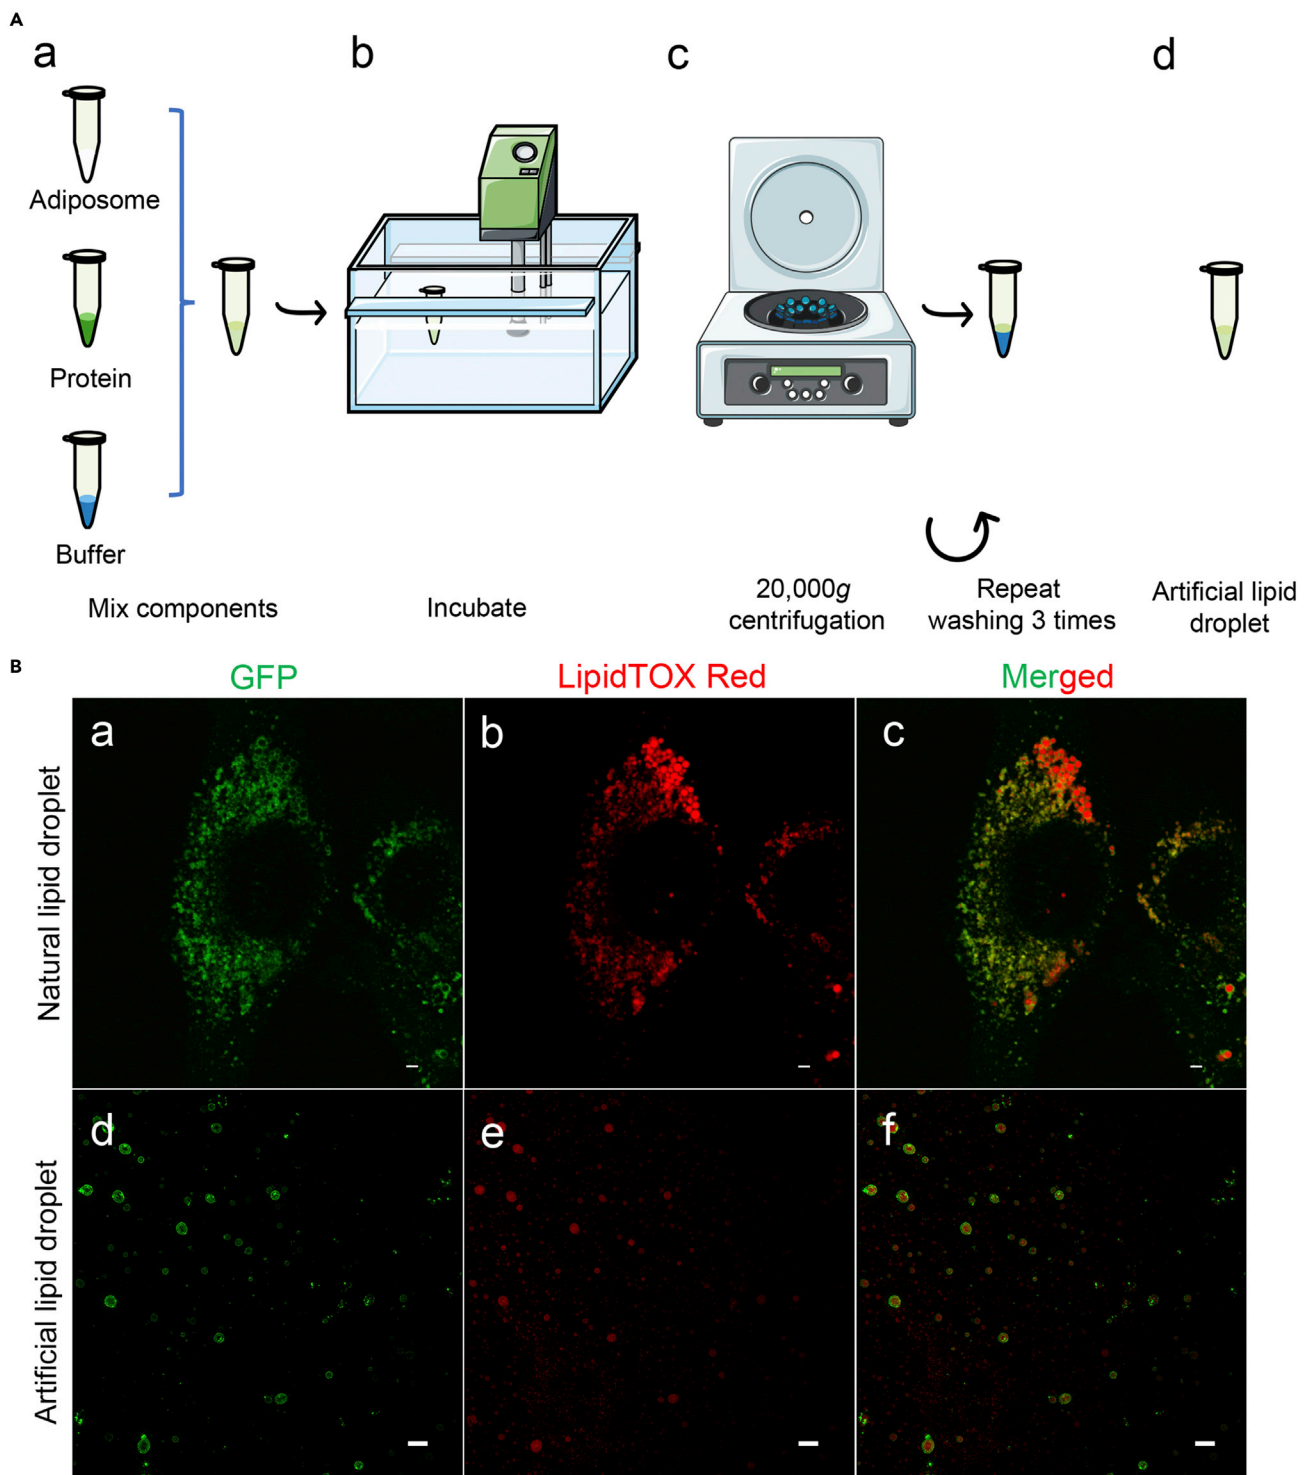 A
a b c d
Adiposome
Protein
Buffer
Mix components
Incubate
20,000g
centrifugation
Repeat
washing 3 times
Artificial lipid
droplet
B
GFP LipidTOX Red Merged
Natural lipid droplet
a b c
Artificial lipid droplet
d e f